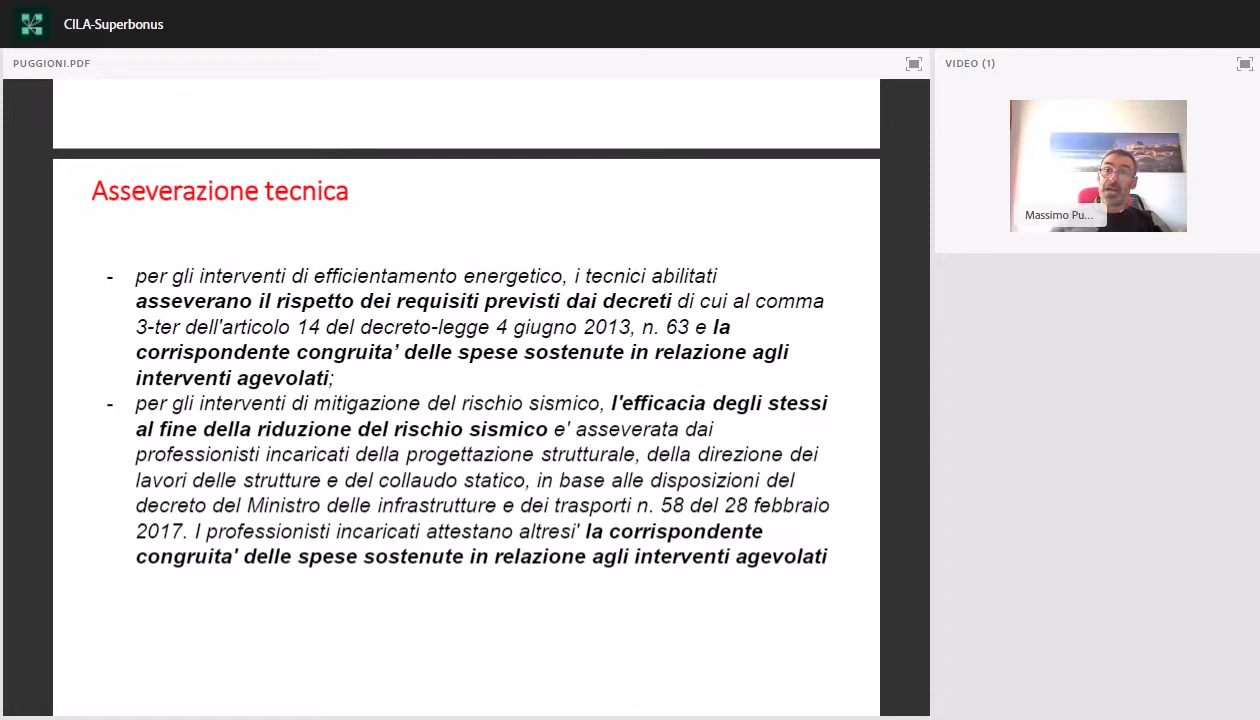 CILA-Superbonus
PUGGIONI.PDF
VIDEO (1)
Massimo Pu...
Asseverazione tecnica
- per gli interventi di efficientamento energetico, i tecnici abilitati
asseverano il rispetto dei requisiti previsti dai decreti di cui al comma
3-ter dell'articolo 14 del decreto-legge 4 giugno 2013, n. 63 e la
corrispondente congruita’ delle spese sostenute in relazione agli
interventi agevolati;
- per gli interventi di mitigazione del rischio sismico, l'efficacia degli stessi
al fine della riduzione del rischio sismico e' asseverata dai
professionisti incaricati della progettazione strutturale, della direzione dei
lavori delle strutture e del collaudo statico, in base alle disposizioni del
decreto del Ministro delle infrastrutture e dei trasporti n. 58 del 28 febbraio
2017. I professionisti incaricati attestano altresi' la corrispondente
congruita' delle spese sostenute in relazione agli interventi agevolati